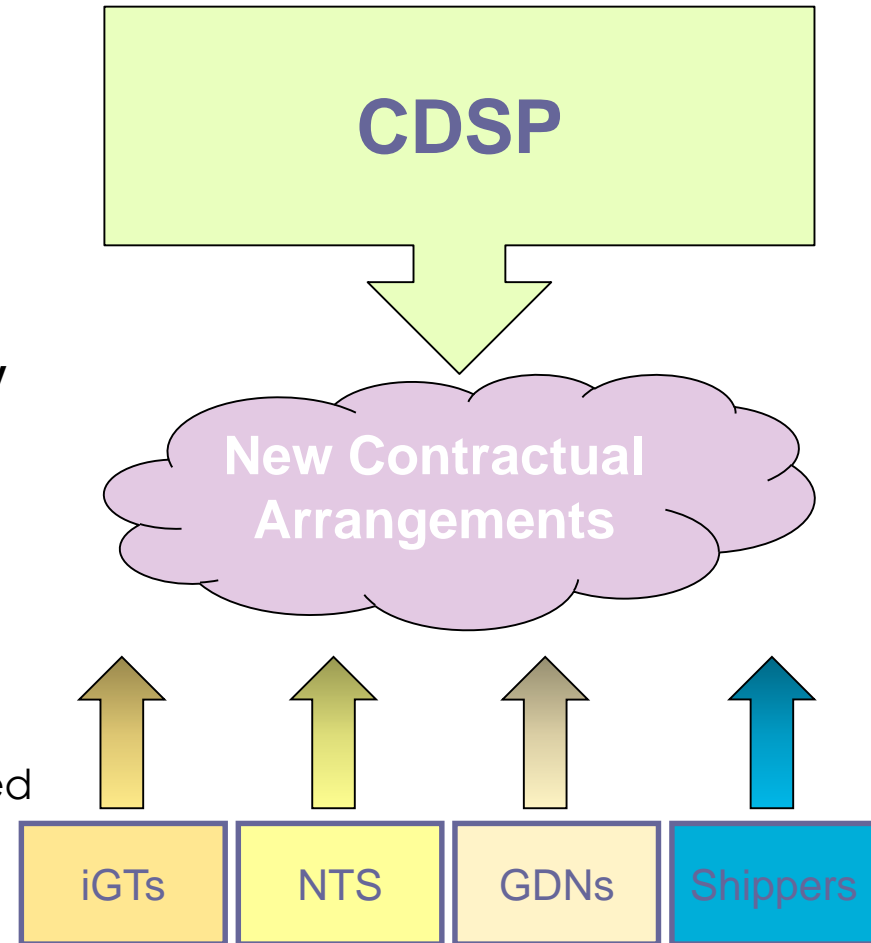 CDSP
New Contractual
Arrangements
iGTs
NTS
GDNs
Shippers